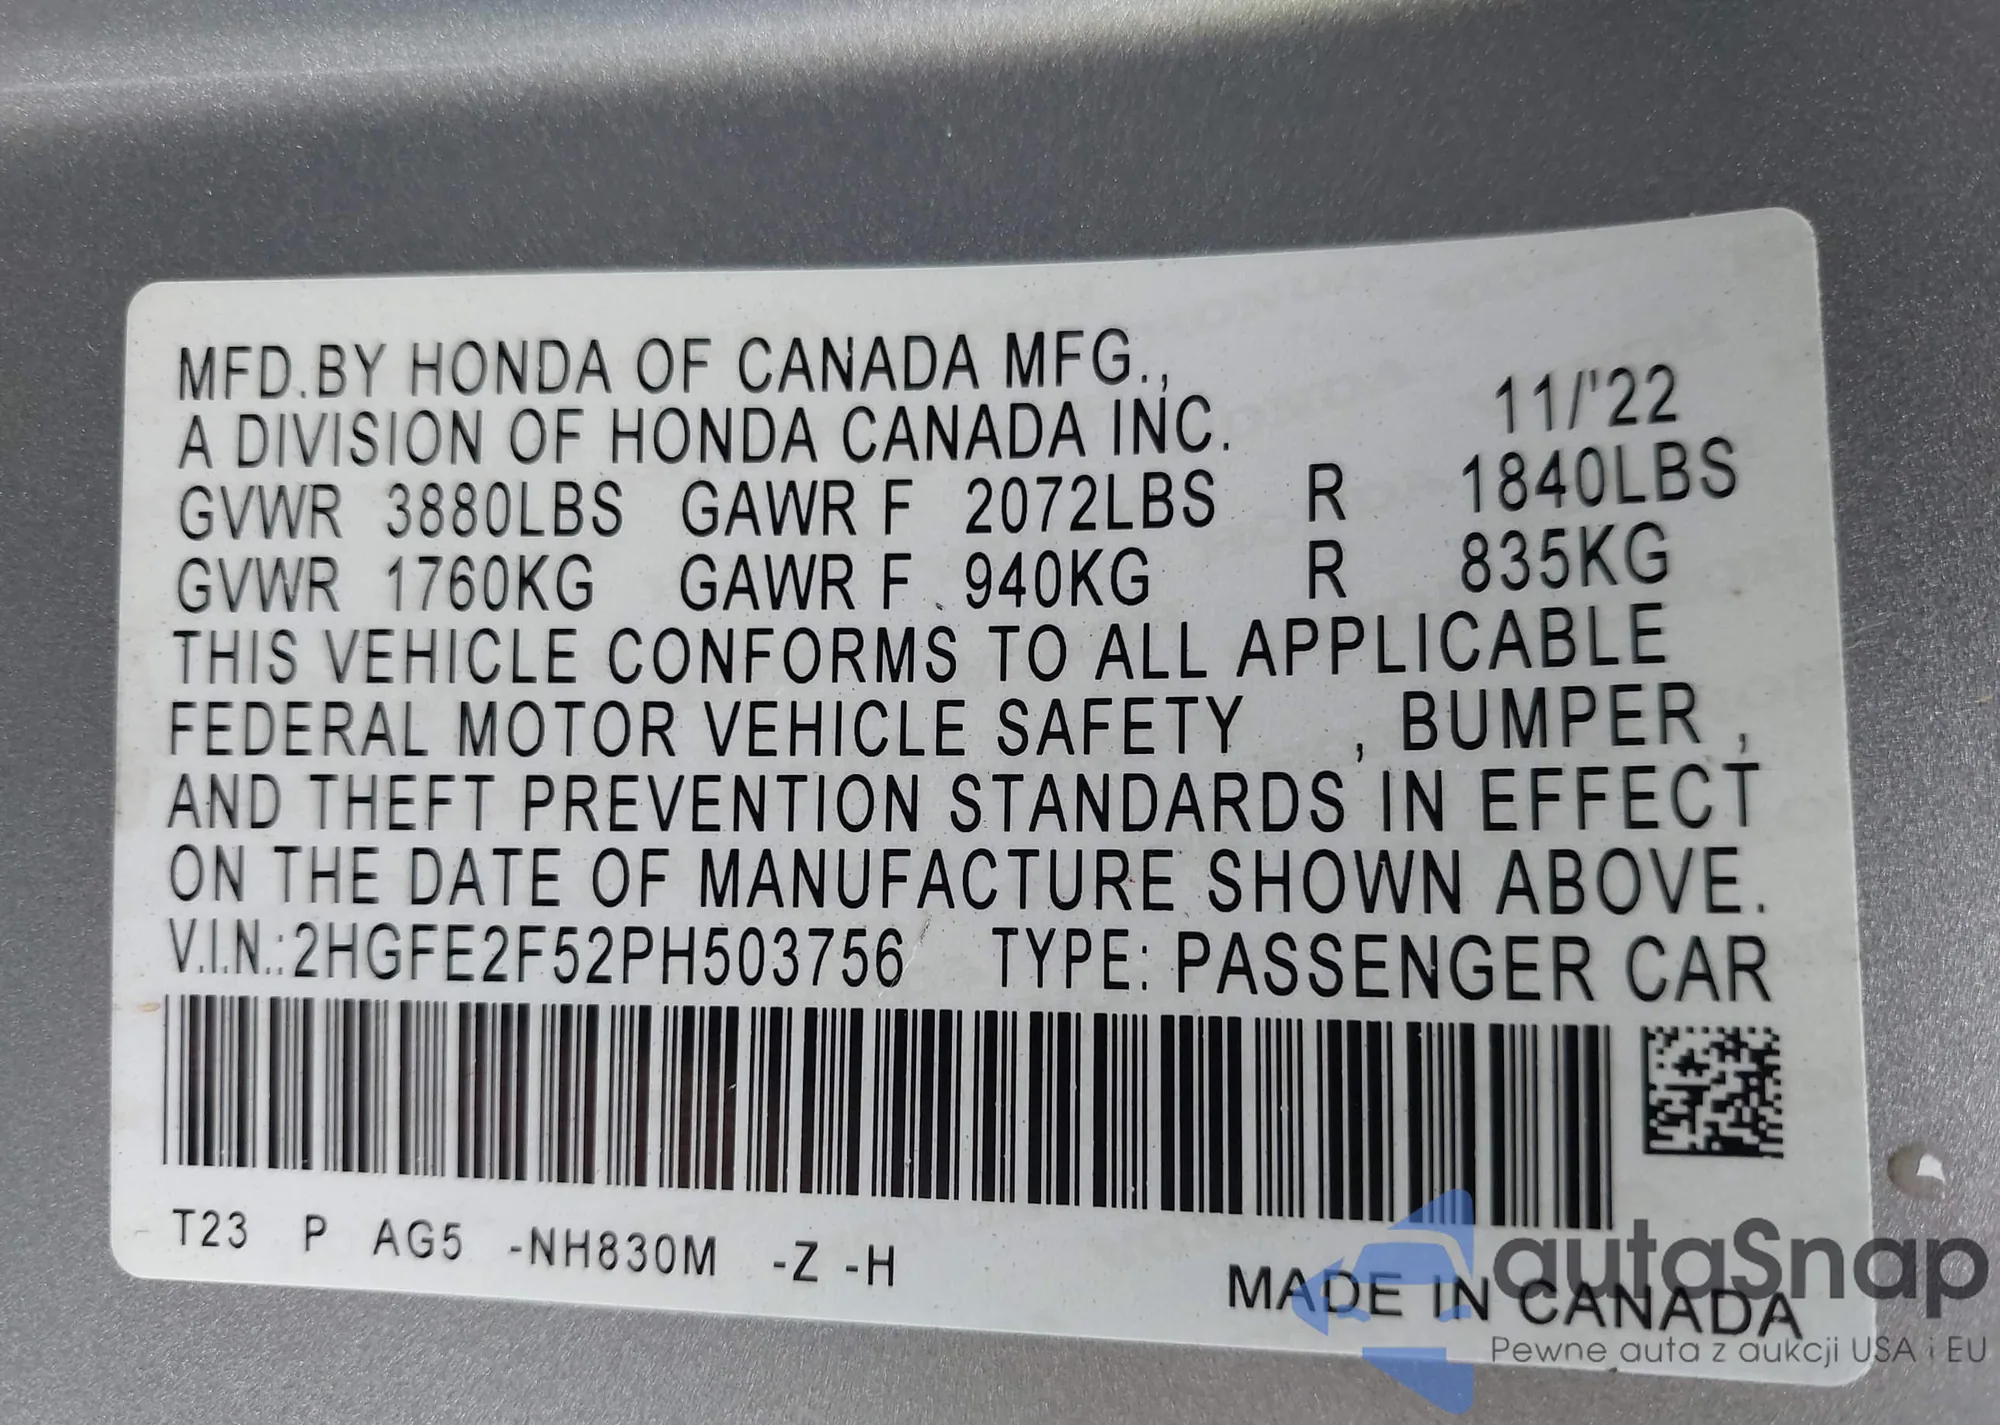 MFD.BY HONDA OF CANADA MFG.,
A DIVISION OF HONDA CANADA INC. 11/'22
GVWR 3880LBS GAWR F 2072LBS R 1840LBS
GVWR 1760KG GAWR F 940KG R 835KG
THIS VEHICLE CONFORMS TO ALL APPLICABLE
FEDERAL MOTOR VEHICLE SAFETY , BUMPER ,
AND THEFT PREVENTION STANDARDS IN EFFECT
ON THE DATE OF MANUFACTURE SHOWN ABOVE.
V.I.N.:2HGFE2F52PH503756 TYPE: PASSENGER CAR
T23 P AG5 -NH830M -Z -H
MADE IN CANADA
autaSnap
Pewne auta z aukcji USA i EU